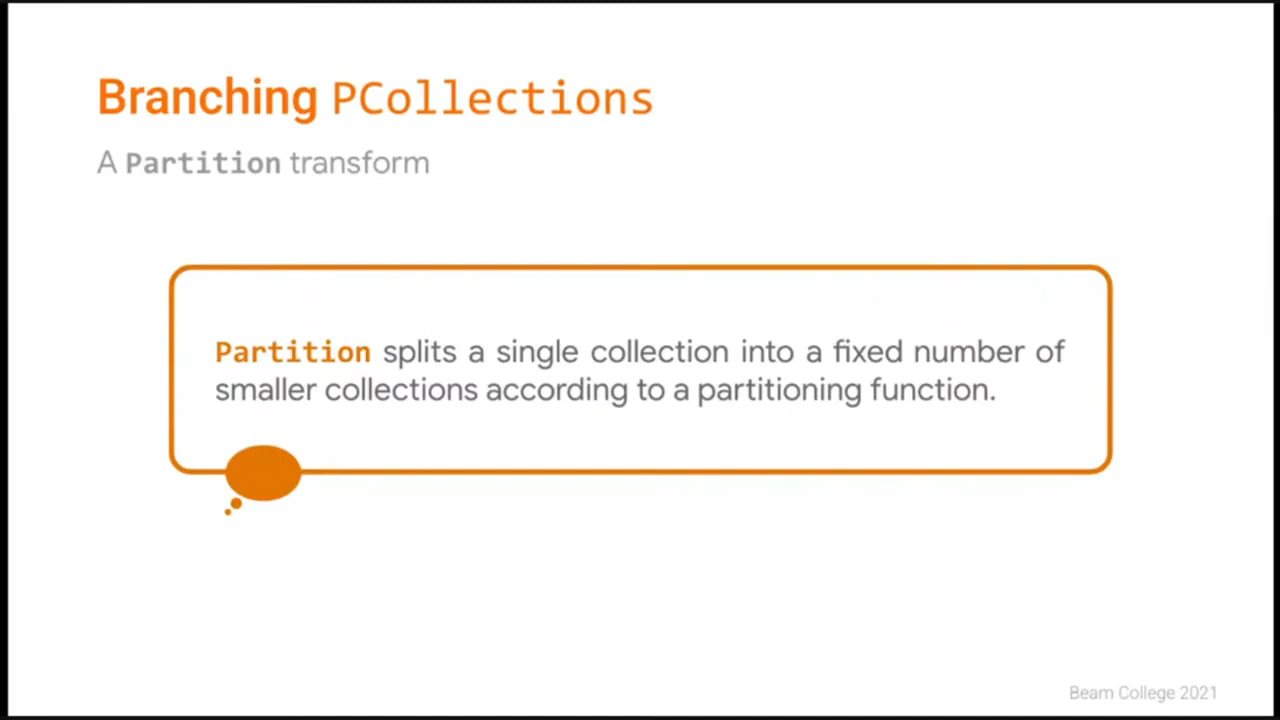 Branching PCollections
A Partition transform
Partition splits a single collection into a fixed number of
smaller collections according to a partitioning function.
Beam College 2021